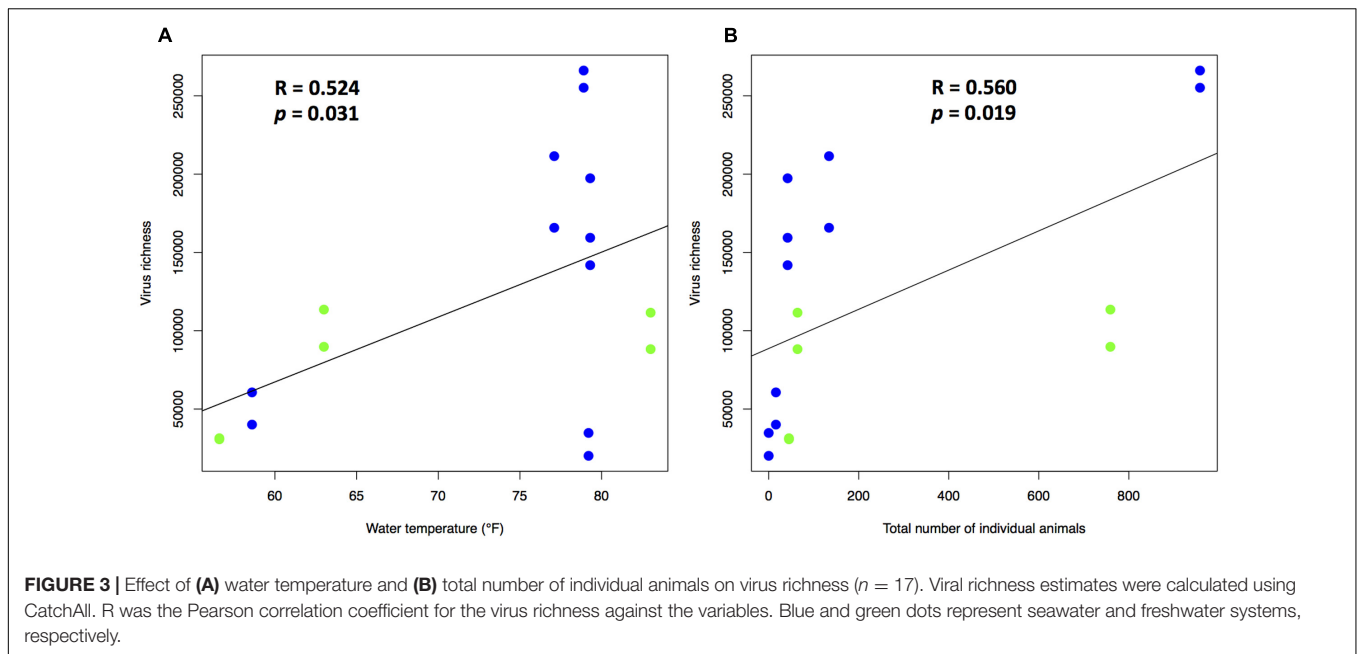 A
R = 0.524
p = 0.031
Virus richness
250000
200000
150000
100000
50000
60 65 70 75 80
Water temperature (°F)
B
R = 0.560
p = 0.019
Virus richness
250000
200000
150000
100000
50000
0 200 400 600 800
Total number of individual animals
FIGURE 3 | Effect of (A) water temperature and (B) total number of individual animals on virus richness (n = 17). Viral richness estimates were calculated using
CatchAll. R was the Pearson correlation coefficient for the virus richness against the variables. Blue and green dots represent seawater and freshwater systems,
respectively.